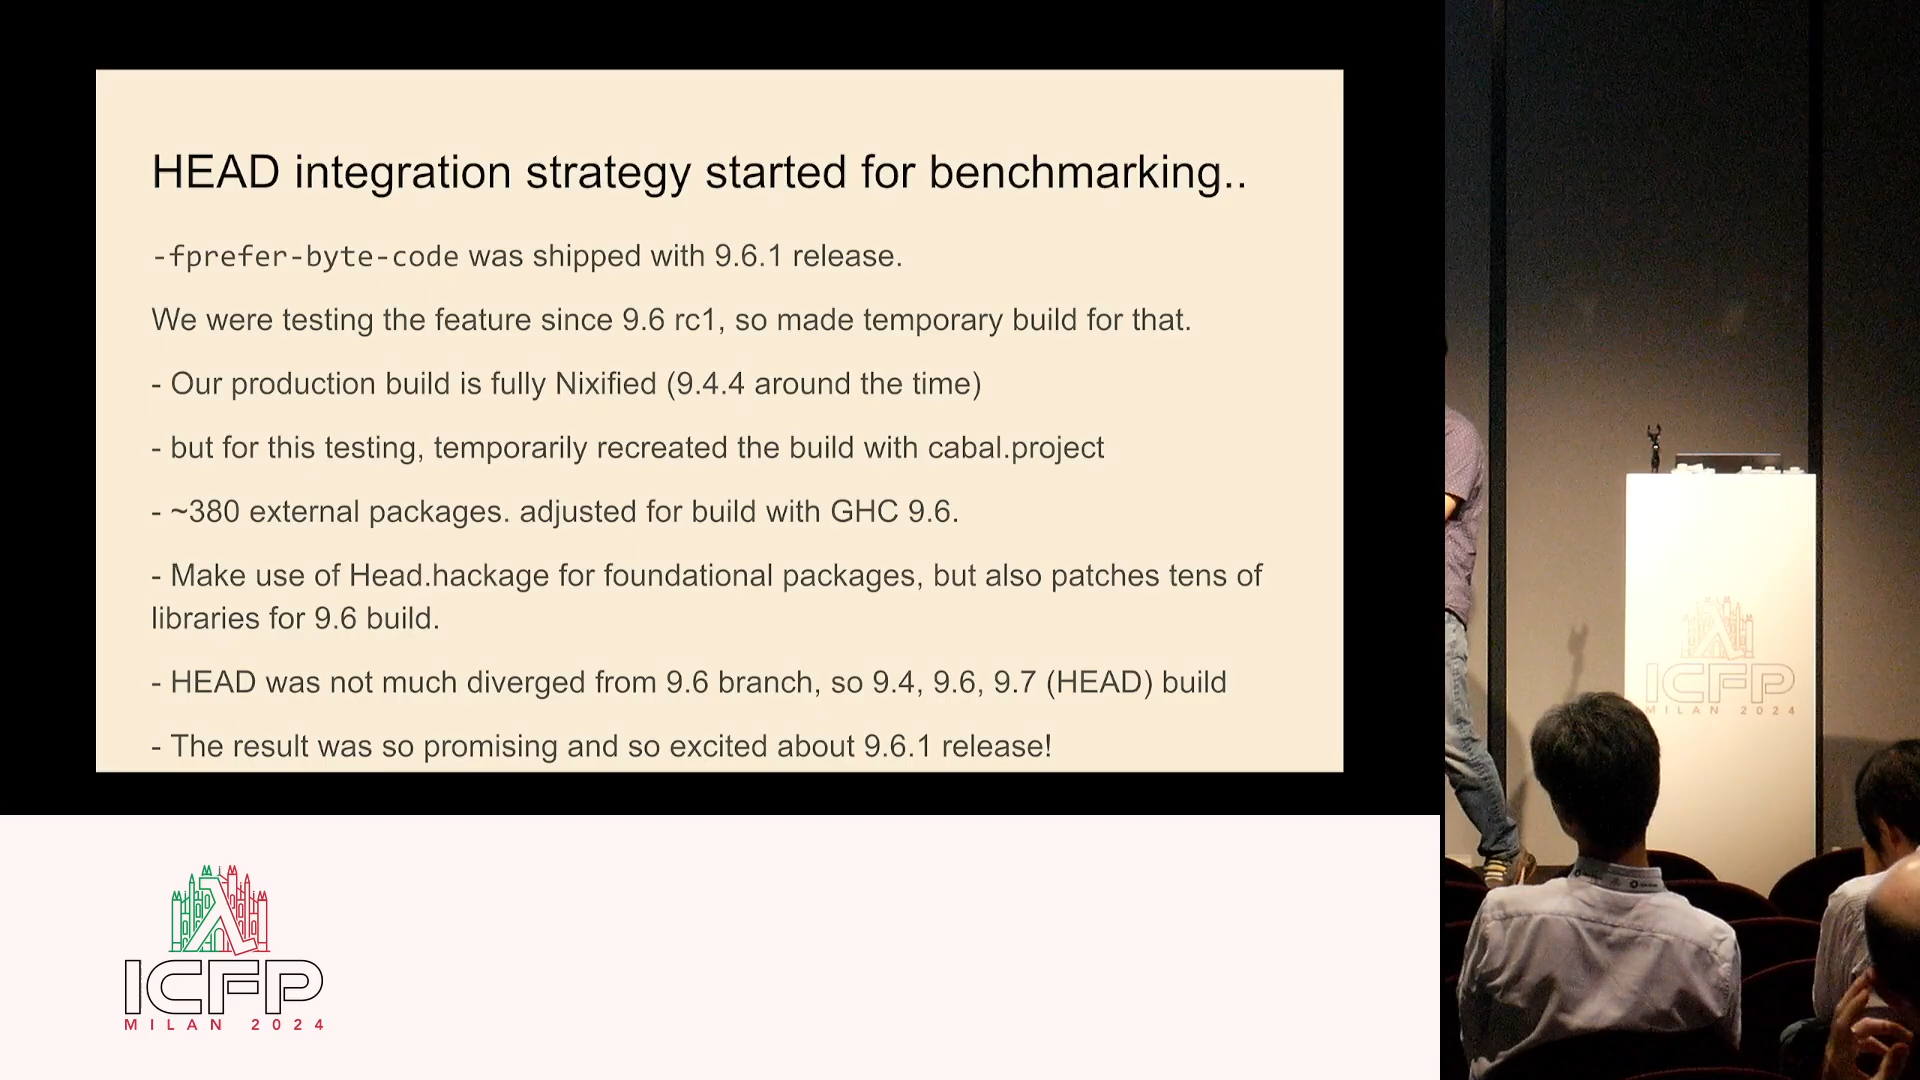 HEAD integration strategy started for benchmarking..
-fprefer-byte-code was shipped with 9.6.1 release.
We were testing the feature since 9.6 rc1, so made temporary build for that.
- Our production build is fully Nixified (9.4.4 around the time)
- but for this testing, temporarily recreated the build with cabal.project
- ~380 external packages. adjusted for build with GHC 9.6.
- Make use of Head.hackage for foundational packages, but also patches tens of
libraries for 9.6 build.
- HEAD was not much diverged from 9.6 branch, so 9.4, 9.6, 9.7 (HEAD) build
- The result was so promising and so excited about 9.6.1 release!
ICFP
MILAN 2024
ICFP
MILAN 2024